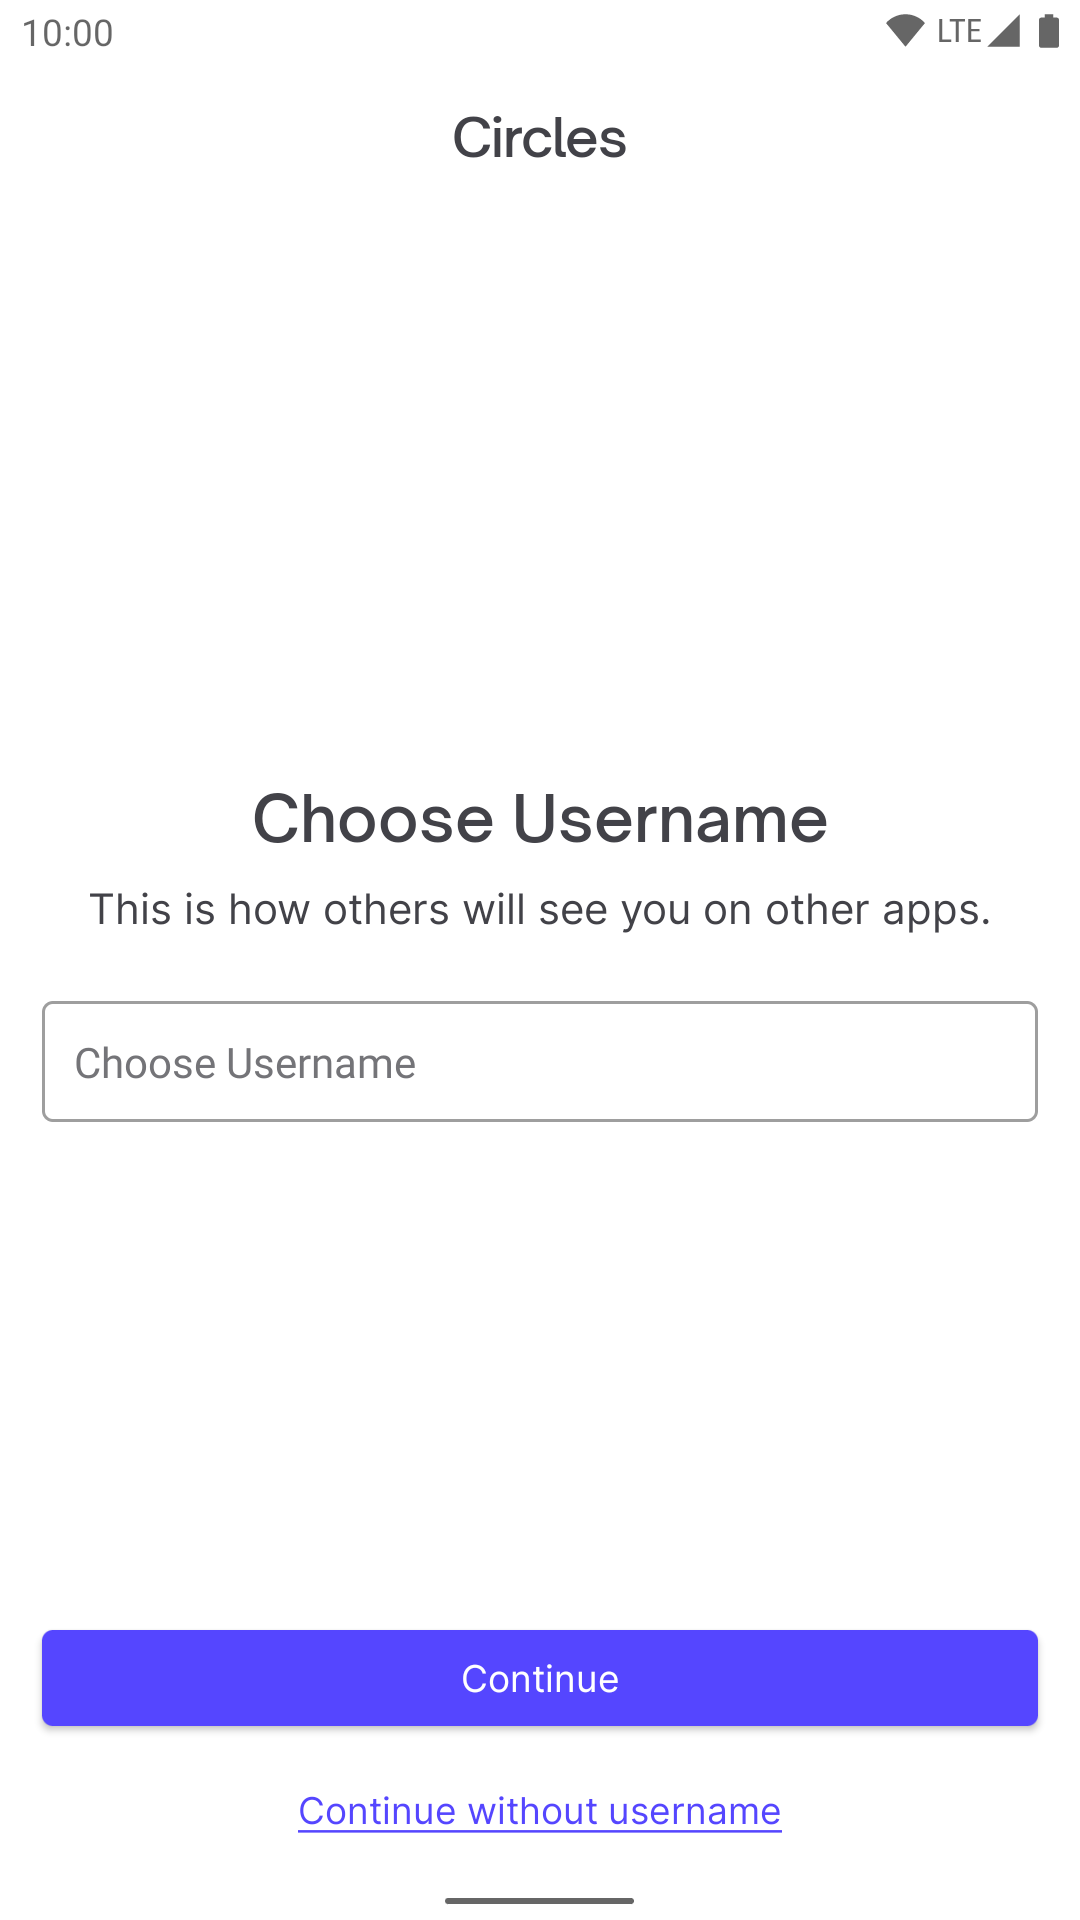 10:00 LTE
Circles
Choose Username
This is how others will see you on other apps.
Choose Username
Continue
Continue without username